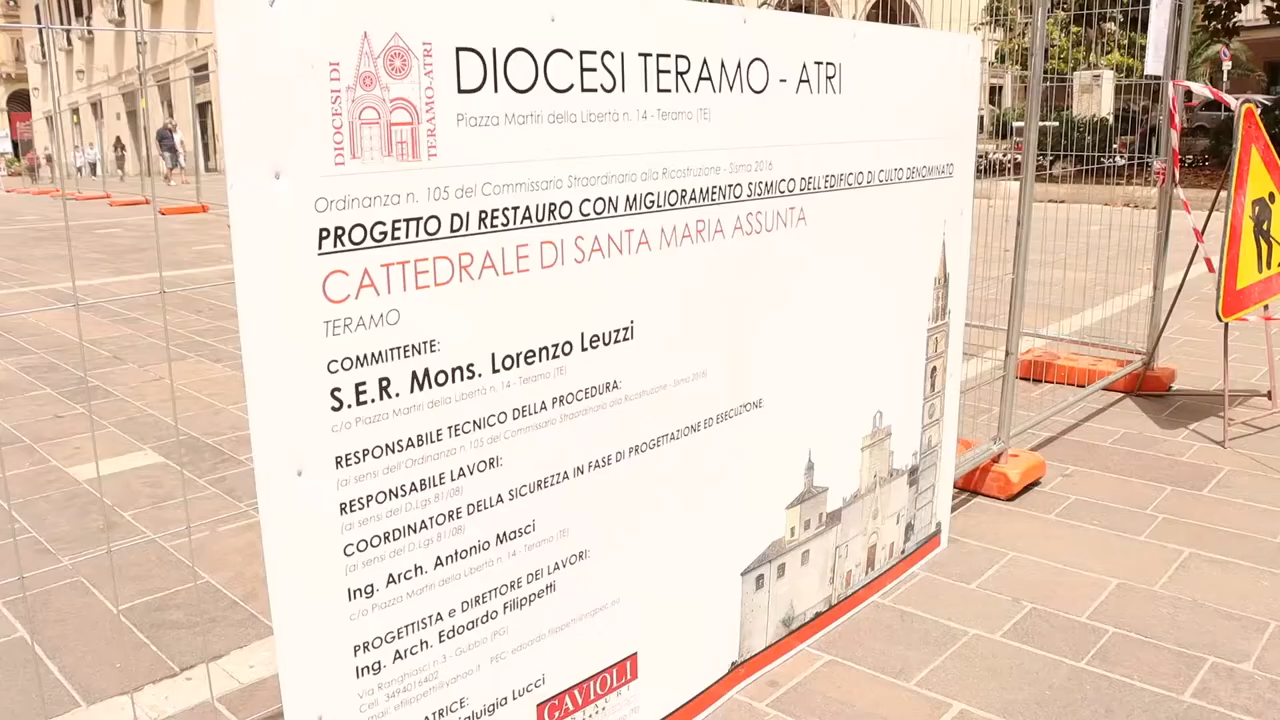 DIOCESI DI
TERAMO-ATRI
DIOCESI TERAMO - ATRI
Piazza Martiri della Libertà n. 14 - Teramo (TE)
Ordinanza n. 105 del Commissario Straordinario alla Ricostruzione - Sisma 2016
PROGETTO DI RESTAURO CON MIGLIORAMENTO SISMICO DELL'EDIFICIO DI CULTO DENOMINATO
CATTEDRALE DI SANTA MARIA ASSUNTA
TERAMO
COMMITTENTE:
S.E.R. Mons. Lorenzo Leuzzi
c/o Piazza Martiri della Libertà n. 14 - Teramo (TE)
RESPONSABILE TECNICO DELLA PROCEDURA:
(ai sensi dell'Ordinanza n. 105 del Commissario Straordinario alla Ricostruzione - Sisma 2016)
RESPONSABILE LAVORI:
(ai sensi del D.Lgs 81/08)
COORDINATORE DELLA SICUREZZA IN FASE DI PROGETTAZIONE ED ESECUZIONE:
(ai sensi del D.Lgs 81/08)
Ing. Arch. Antonio Masci
c/o Piazza Martiri della Libertà n. 14 - Teramo (TE)
PROGETTISTA e DIRETTORE DEI LAVORI:
Ing. Arch. Edoardo Filippetti
Via Ranghiasci n.3 - Gubbio (PG)
Cell. 3494016402
email: efilippetti@yahoo.it PEC: edoardo.filippetti@ingpec.eu
Lucci
GAVIOLI